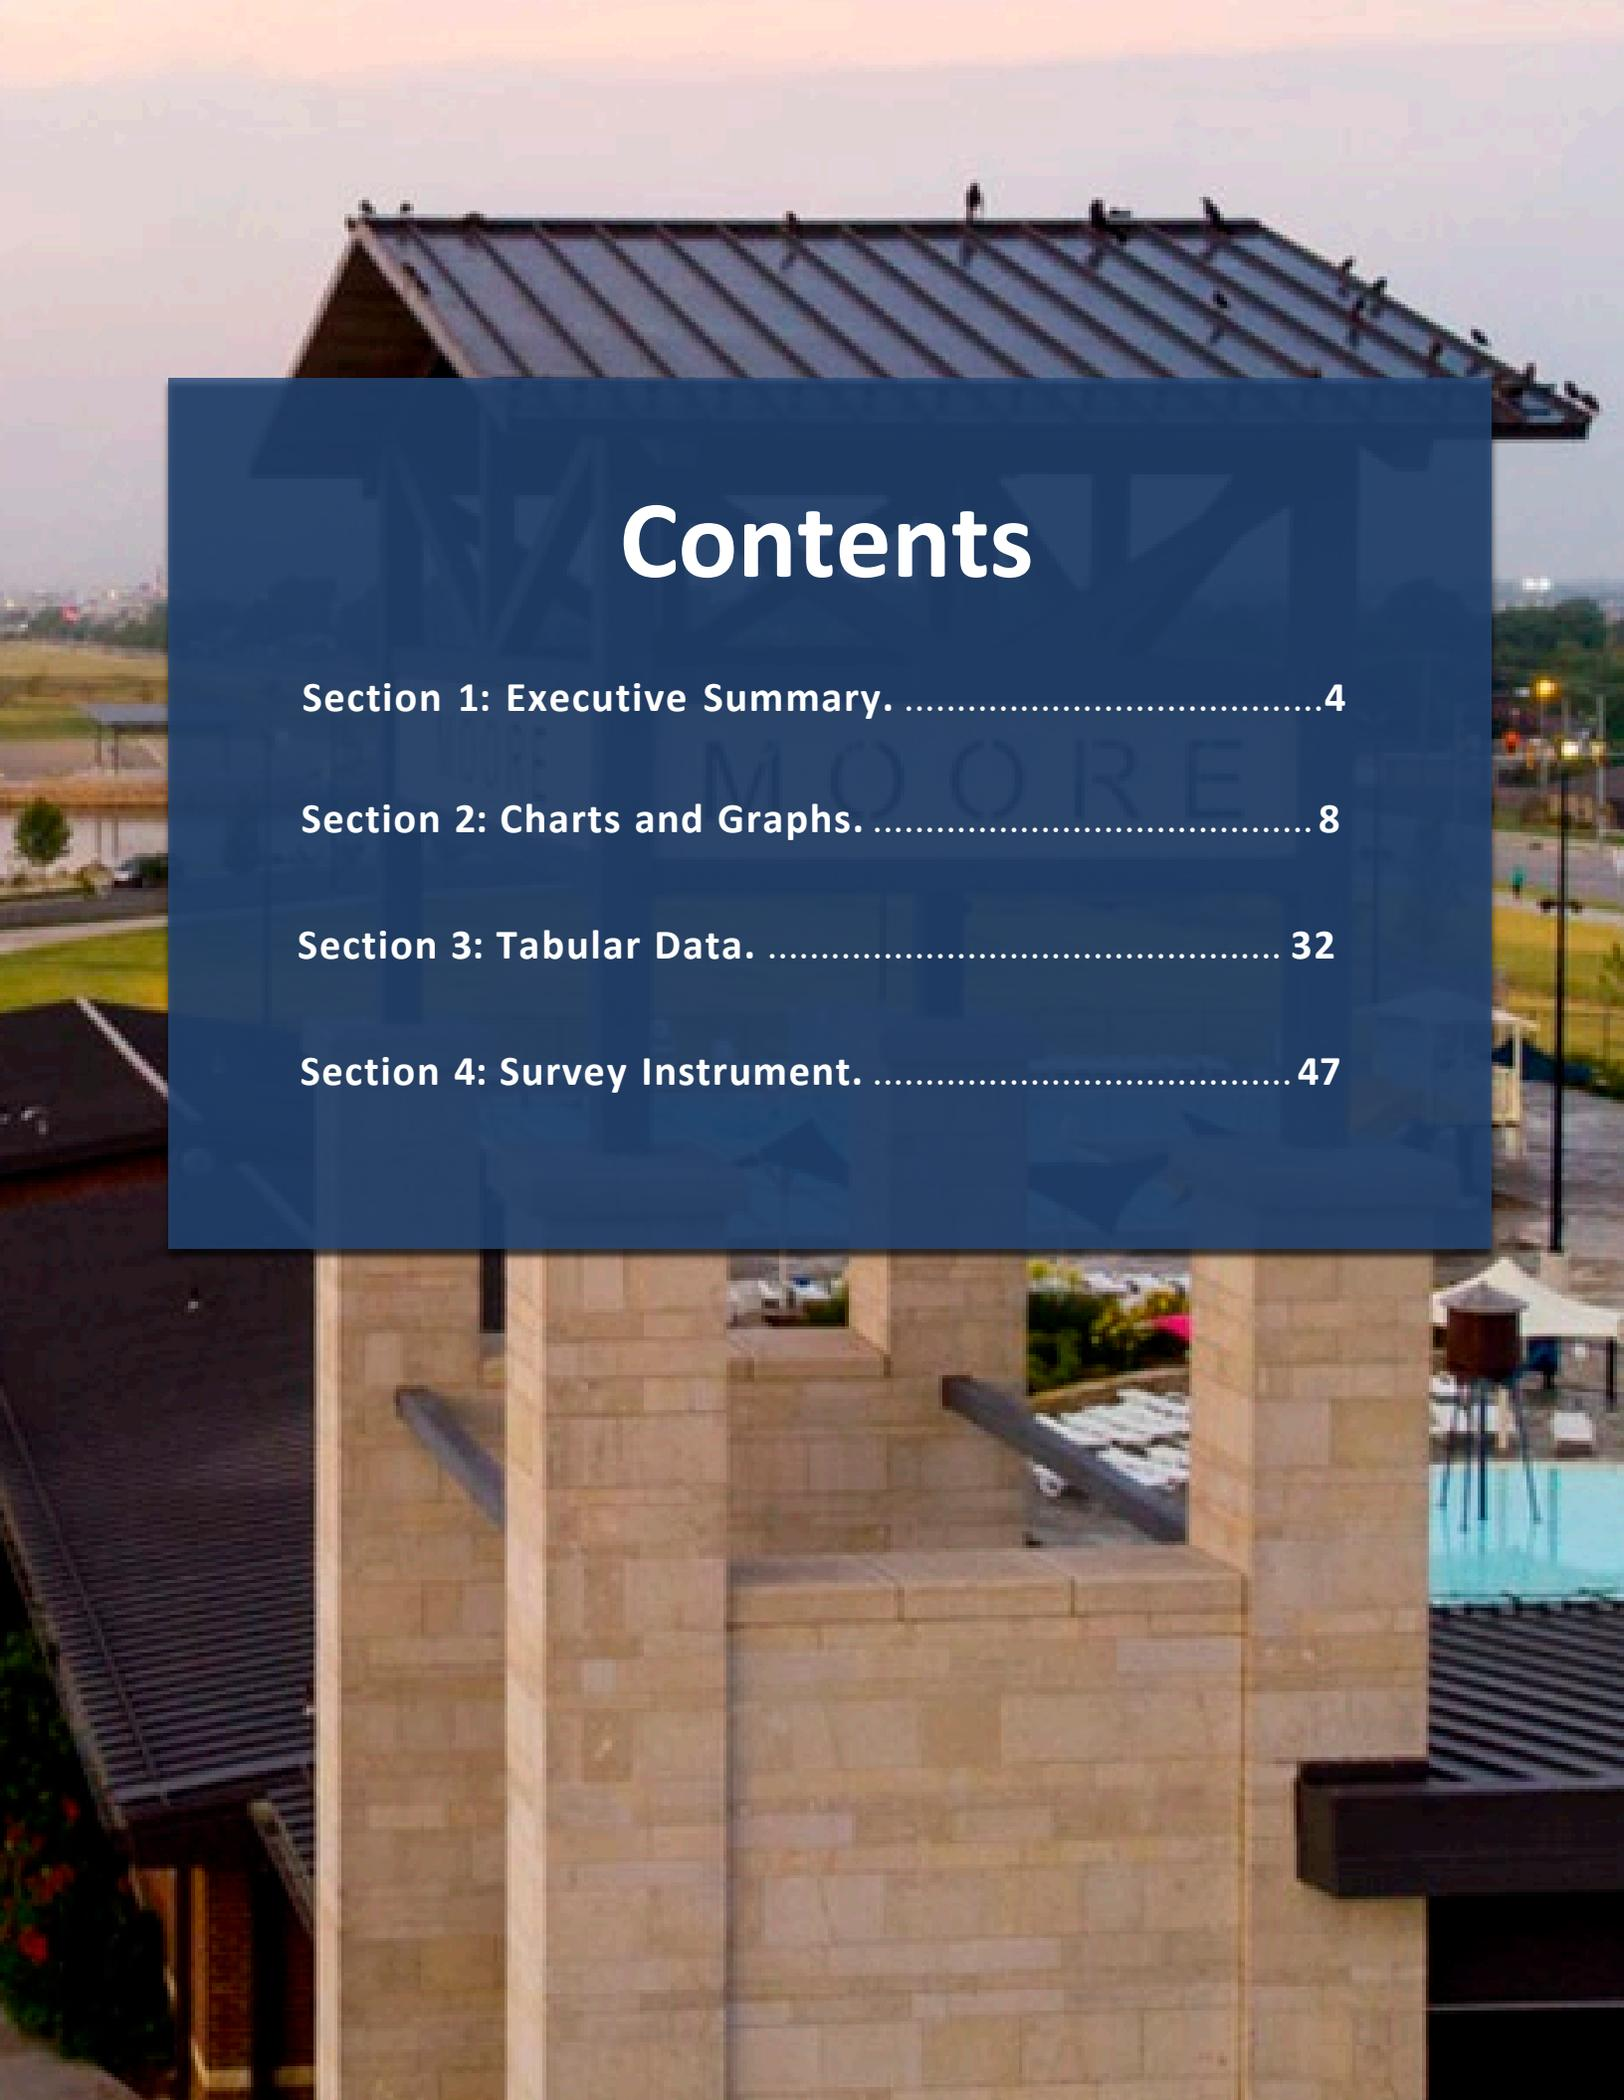 Contents
Section 1: Executive Summary. ........................................4
Section 2: Charts and Graphs. .......................................... 8
Section 3: Tabular Data. ................................................. 32
Section 4: Survey Instrument. ........................................ 47
MOORE
MOORE